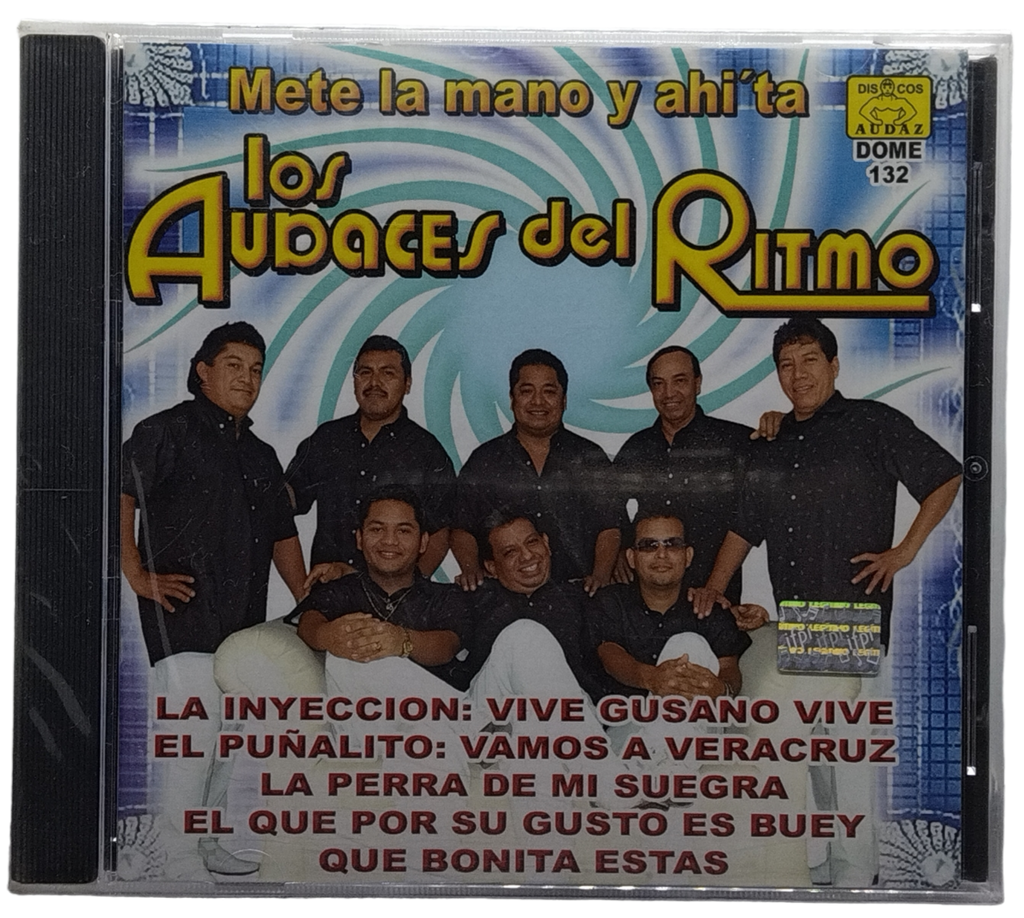 Mete la mano y ahi´ta
DISCOS
AUDAZ
DOME
132
los
AUDACES del RITMO
LA INYECCION: VIVE GUSANO VIVE
EL PUÑALITO: VAMOS A VERACRUZ
LA PERRA DE MI SUEGRA
EL QUE POR SU GUSTO ES BUEY
QUE BONITA ESTAS